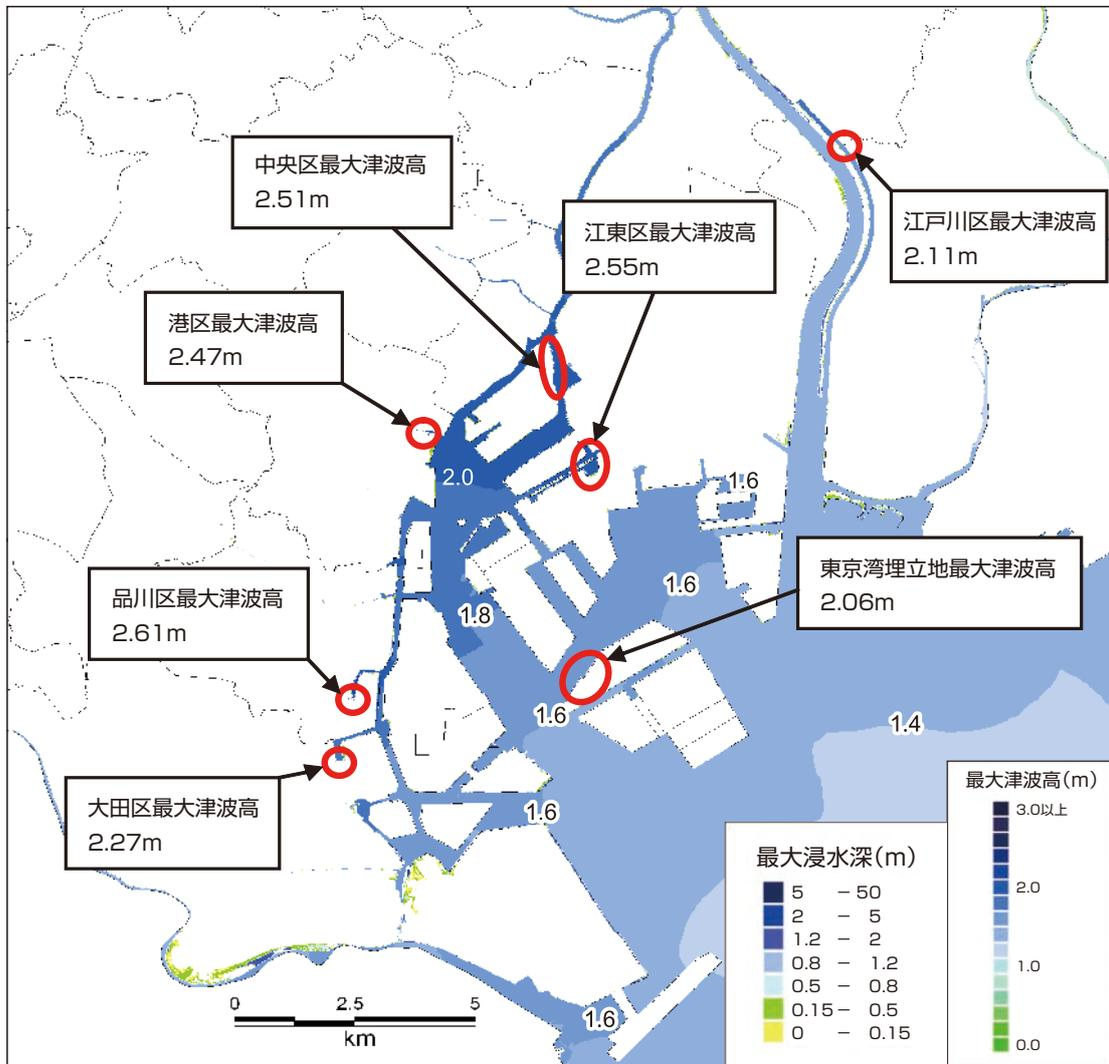 中央区最大津波高
2.51m
江東区最大津波高
2.55m
江戸川区最大津波高
2.11m
港区最大津波高
2.47m
2.0
1.6
東京湾埋立地最大津波高
2.06m
1.6
品川区最大津波高
2.61m
1.8
1.6
1.4
大田区最大津波高
2.27m
1.6
1.6
0 2.5 5
km
最大浸水深(m)
5 - 50
2 - 5
1.2 - 2
0.8 - 1.2
0.5 - 0.8
0.15 - 0.5
0 - 0.15
最大津波高(m)
3.0以上
2.0
1.0
0.0